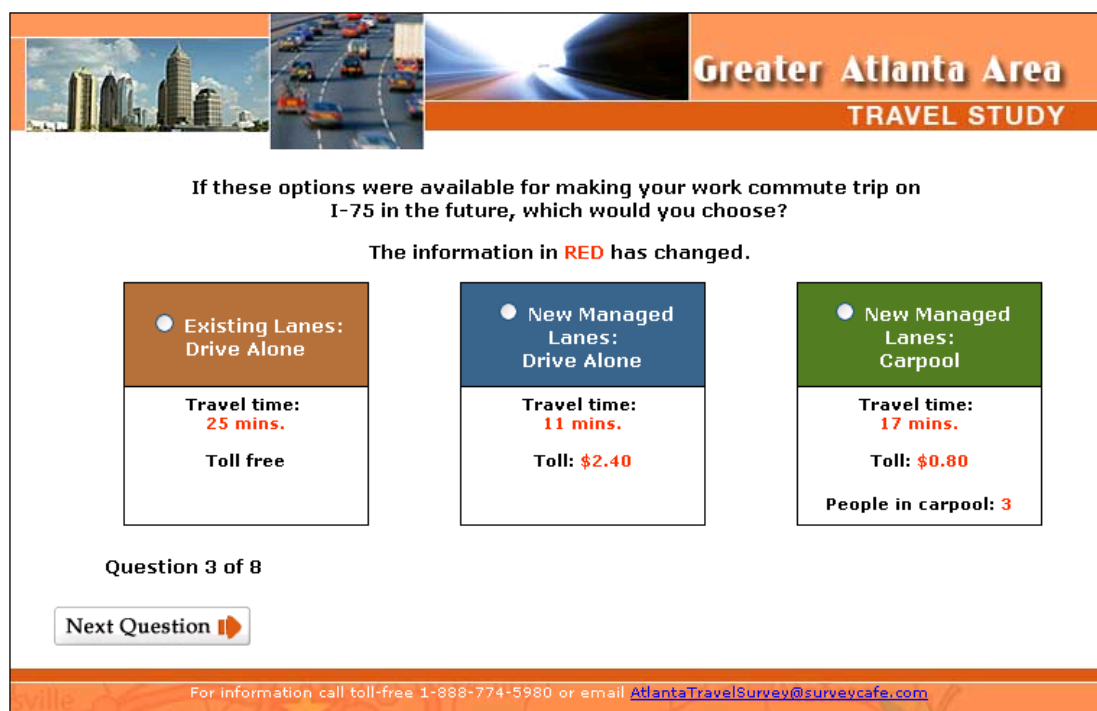 Greater Atlanta Area
TRAVEL STUDY
If these options were available for making your work commute trip on
I-75 in the future, which would you choose?
The information in RED has changed.
Existing Lanes:
Drive Alone
Travel time:
25 mins.
Toll free
New Managed
Lanes:
Drive Alone
Travel time:
11 mins.
Toll: $2.40
New Managed
Lanes:
Carpool
Travel time:
17 mins.
Toll: $0.80
People in carpool: 3
Question 3 of 8
Next Question
sville
For information call toll-free 1-888-774-5980 or email AtlantaTravelSurvey@surveycafe.com